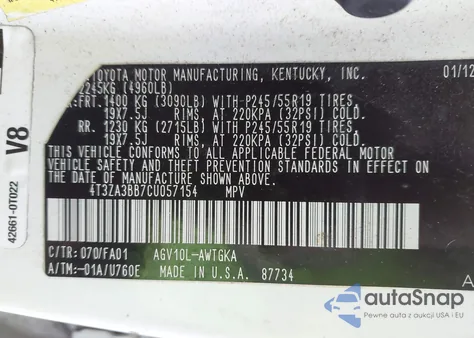 TOYOTA MOTOR MANUFACTURING, KENTUCKY, INC. 01/12
2245KG (4960LB)
FRT. 1400 KG (3090LB) WITH P245/55R19 TIRES,
19X7.5J RIMS, AT 220KPA (32PSI) COLD.
RR. 1230 KG (2715LB) WITH P245/55R19 TIRES,
19X7.5J RIMS, AT 220KPA (32PSI) COLD.
THIS VEHICLE CONFORMS TO ALL APPLICABLE FEDERAL MOTOR
VEHICLE SAFETY AND THEFT PREVENTION STANDARDS IN EFFECT
ON THE DATE OF MANUFACTURE SHOWN ABOVE.
4T3ZA3BB7CU057154 MPV
C/TR: 070/FA01 AGV10L-AWTGKA
A/TM: -01A/U760E MADE IN U.S.A. 87734
42661-0T022
V8
autoSnap
Pewne auta z aukcji w USA i EU